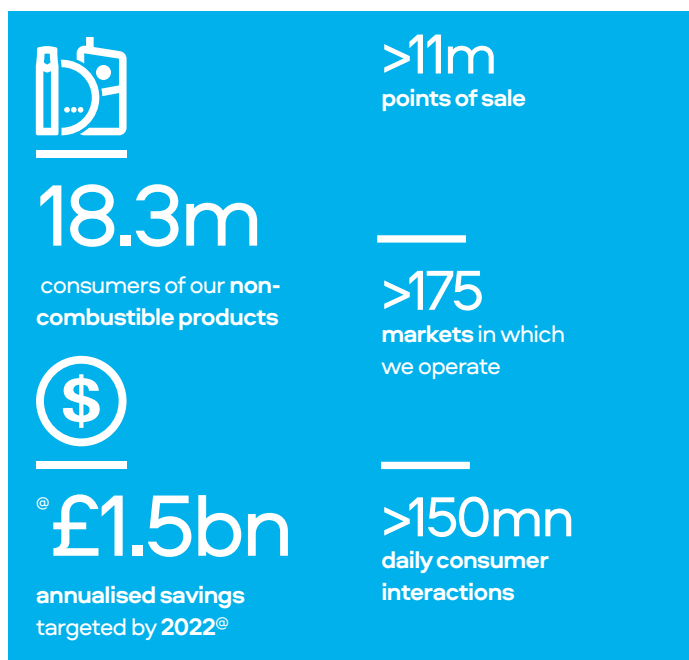 18.3m
consumers of our non-
combustible products
$
@£1.5bn
annualised savings
targeted by 2022@
>11m
points of sale
>175
markets in which
we operate
>150mn
daily consumer
interactions